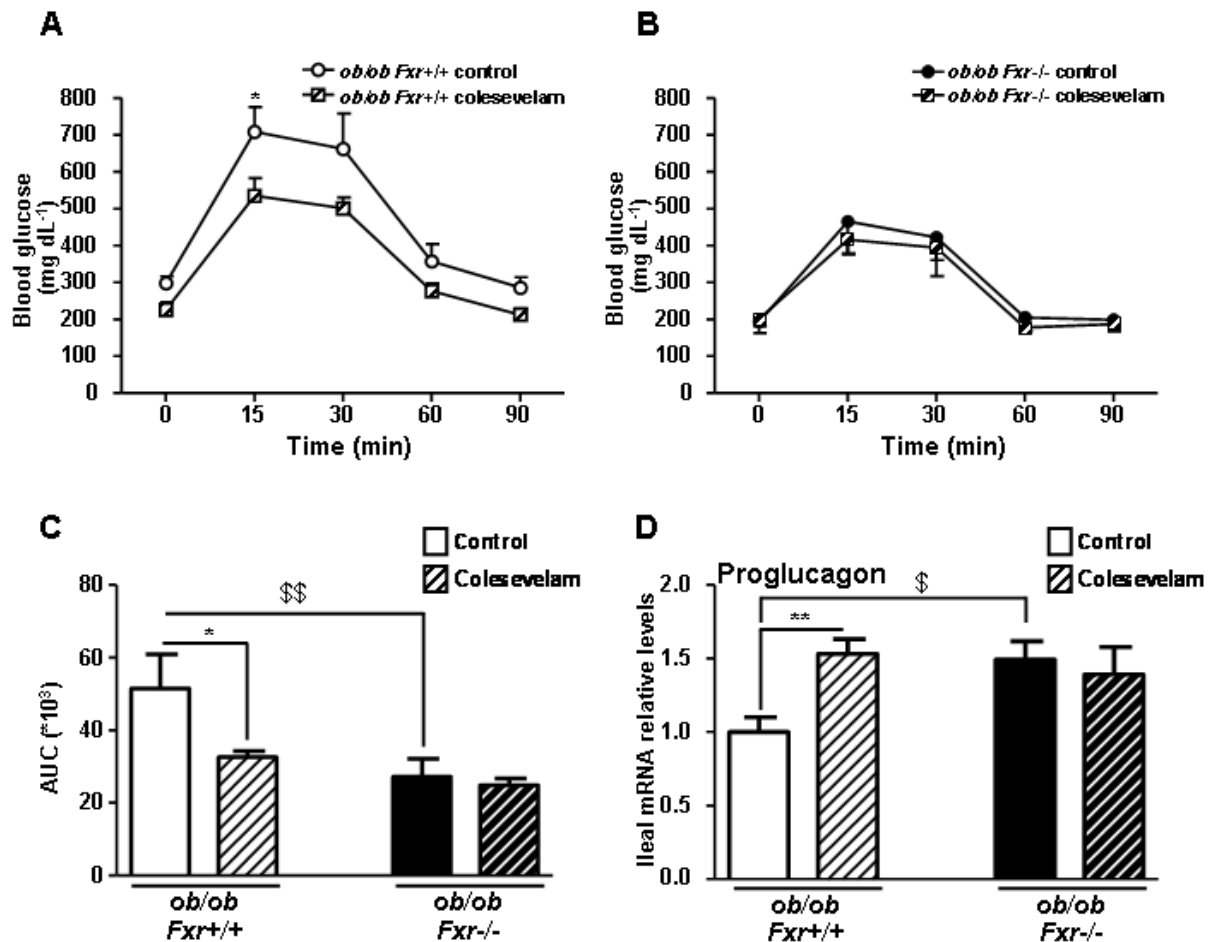 A
ob/ob Fxr+/+ control
ob/ob Fxr+/+ colesevelam
*
800
700
600
500
400
300
200
100
0
Blood glucose
(mg dL-1)
0 15 30 60 90
Time (min)
B
ob/ob Fxr-/- control
ob/ob Fxr-/- colesevelam
800
700
600
500
400
300
200
100
0
Blood glucose
(mg dL-1)
0 15 30 60 90
Time (min)
C
Control
Colesevelam
$$
*
80
60
40
20
0
AUC (*10³)
ob/ob ob/ob
Fxr+/+ Fxr-/-
D
Control
Colesevelam
Proglucagon
$
**
2.0
1.5
1.0
0.5
0.0
Ileal mRNA relative levels
ob/ob ob/ob
Fxr+/+ Fxr-/-